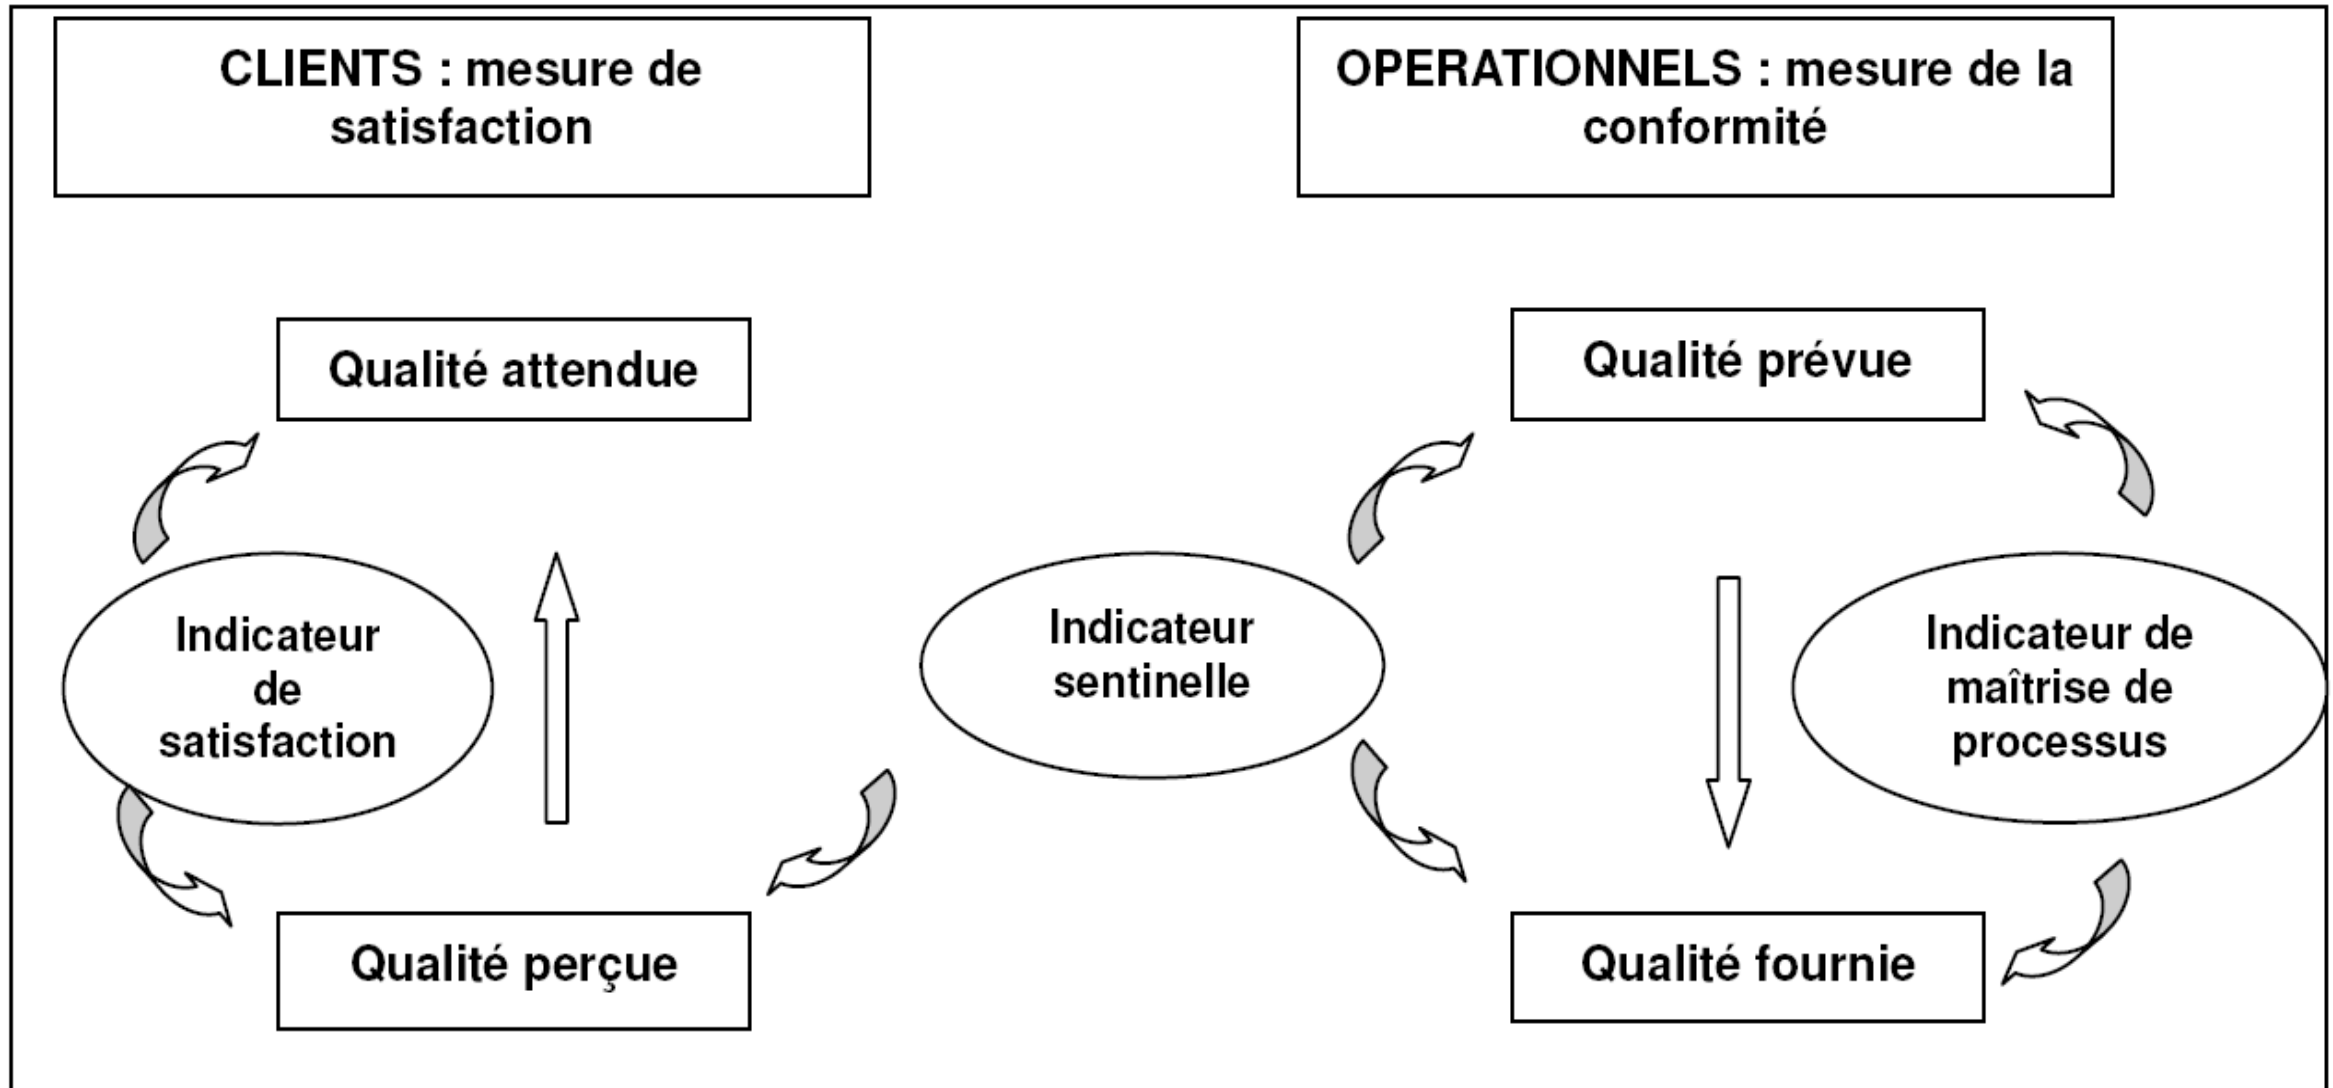 CLIENTS : mesure de
satisfaction
OPERATIONNELS : mesure de la
conformité
Qualité attendue
Qualité prévue
Indicateur
de
satisfaction
Indicateur
sentinelle
Indicateur de
maîtrise de
processus
Qualité perçue
Qualité fournie